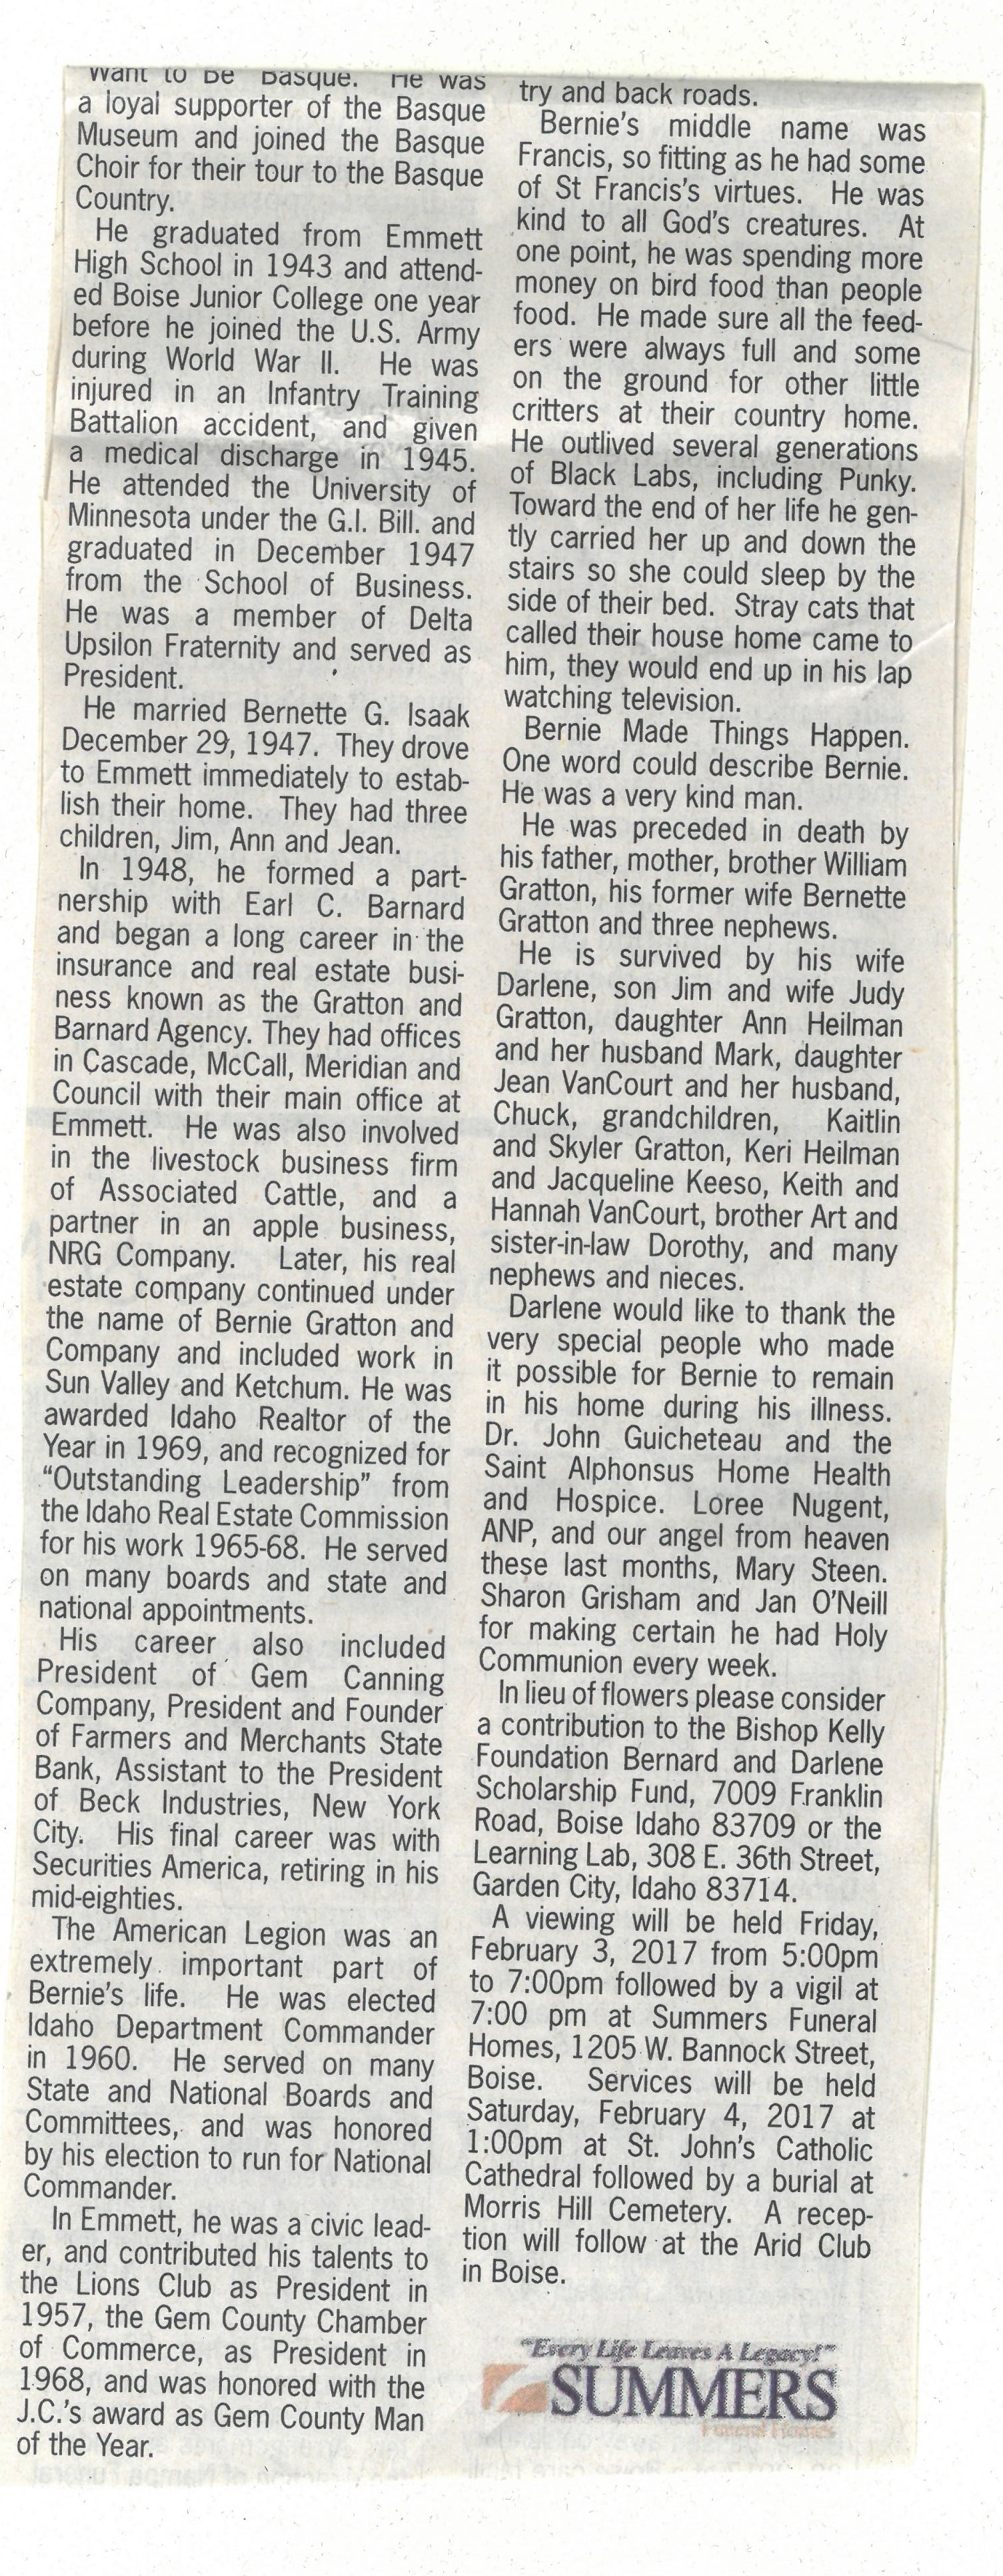 Want to Be Basque. He was
a loyal supporter of the Basque
Museum and joined the Basque
Choir for their tour to the Basque
Country.
He graduated from Emmett
High School in 1943 and attend-
ed Boise Junior College one year
before he joined the U.S. Army
during World War II. He was
injured in an Infantry Training
Battalion accident, and given
a medical discharge in 1945.
He attended the University of
Minnesota under the G.I. Bill. and
graduated in December 1947
from the School of Business.
He was a member of Delta
Upsilon Fraternity and served as
President.
He married Bernette G. Isaak
December 29, 1947. They drove
to Emmett immediately to estab-
lish their home. They had three
children, Jim, Ann and Jean.
In 1948, he formed a part-
nership with Earl C. Barnard
and began a long career in the
insurance and real estate busi-
ness known as the Gratton and
Barnard Agency. They had offices
in Cascade, McCall, Meridian and
Council with their main office at
Emmett. He was also involved
in the livestock business firm
of Associated Cattle, and a
partner in an apple business,
NRG Company. Later, his real
estate company continued under
the name of Bernie Gratton and
Company and included work in
Sun Valley and Ketchum. He was
awarded Idaho Realtor of the
Year in 1969, and recognized for
“Outstanding Leadership” from
the Idaho Real Estate Commission
for his work 1965-68. He served
on many boards and state and
national appointments.
His career also included
President of Gem Canning
Company, President and Founder
of Farmers and Merchants State
Bank, Assistant to the President
of Beck Industries, New York
City. His final career was with
Securities America, retiring in his
mid-eighties.
The American Legion was an
extremely important part of
Bernie’s life. He was elected
Idaho Department Commander
in 1960. He served on many
State and National Boards and
Committees, and was honored
by his election to run for National
Commander.
In Emmett, he was a civic lead-
er, and contributed his talents to
the Lions Club as President in
1957, the Gem County Chamber
of Commerce, as President in
1968, and was honored with the
J.C.’s award as Gem County Man
of the Year.
try and back roads.
Bernie’s middle name was
Francis, so fitting as he had some
of St Francis’s virtues. He was
kind to all God’s creatures. At
one point, he was spending more
money on bird food than people
food. He made sure all the feed-
ers were always full and some
on the ground for other little
critters at their country home.
He outlived several generations
of Black Labs, including Punky.
Toward the end of her life he gen-
tly carried her up and down the
stairs so she could sleep by the
side of their bed. Stray cats that
called their house home came to
him, they would end up in his lap
watching television.
Bernie Made Things Happen.
One word could describe Bernie.
He was a very kind man.
He was preceded in death by
his father, mother, brother William
Gratton, his former wife Bernette
Gratton and three nephews.
He is survived by his wife
Darlene, son Jim and wife Judy
Gratton, daughter Ann Heilman
and her husband Mark, daughter
Jean VanCourt and her husband,
Chuck, grandchildren, Kaitlin
and Skyler Gratton, Keri Heilman
and Jacqueline Keeso, Keith and
Hannah VanCourt, brother Art and
sister-in-law Dorothy, and many
nephews and nieces.
Darlene would like to thank the
very special people who made
it possible for Bernie to remain
in his home during his illness.
Dr. John Guicheteau and the
Saint Alphonsus Home Health
and Hospice. Loree Nugent,
ANP, and our angel from heaven
these last months, Mary Steen.
Sharon Grisham and Jan O’Neill
for making certain he had Holy
Communion every week.
In lieu of flowers please consider
a contribution to the Bishop Kelly
Foundation Bernard and Darlene
Scholarship Fund, 7009 Franklin
Road, Boise Idaho 83709 or the
Learning Lab, 308 E. 36th Street,
Garden City, Idaho 83714.
A viewing will be held Friday,
February 3, 2017 from 5:00pm
to 7:00pm followed by a vigil at
7:00 pm at Summers Funeral
Homes, 1205 W. Bannock Street,
Boise. Services will be held
Saturday, February 4, 2017 at
1:00pm at St. John’s Catholic
Cathedral followed by a burial at
Morris Hill Cemetery. A recep-
tion will follow at the Arid Club
in Boise.
“Every Life Leaves A Legacy!”
SUMMERS
Funeral Homes